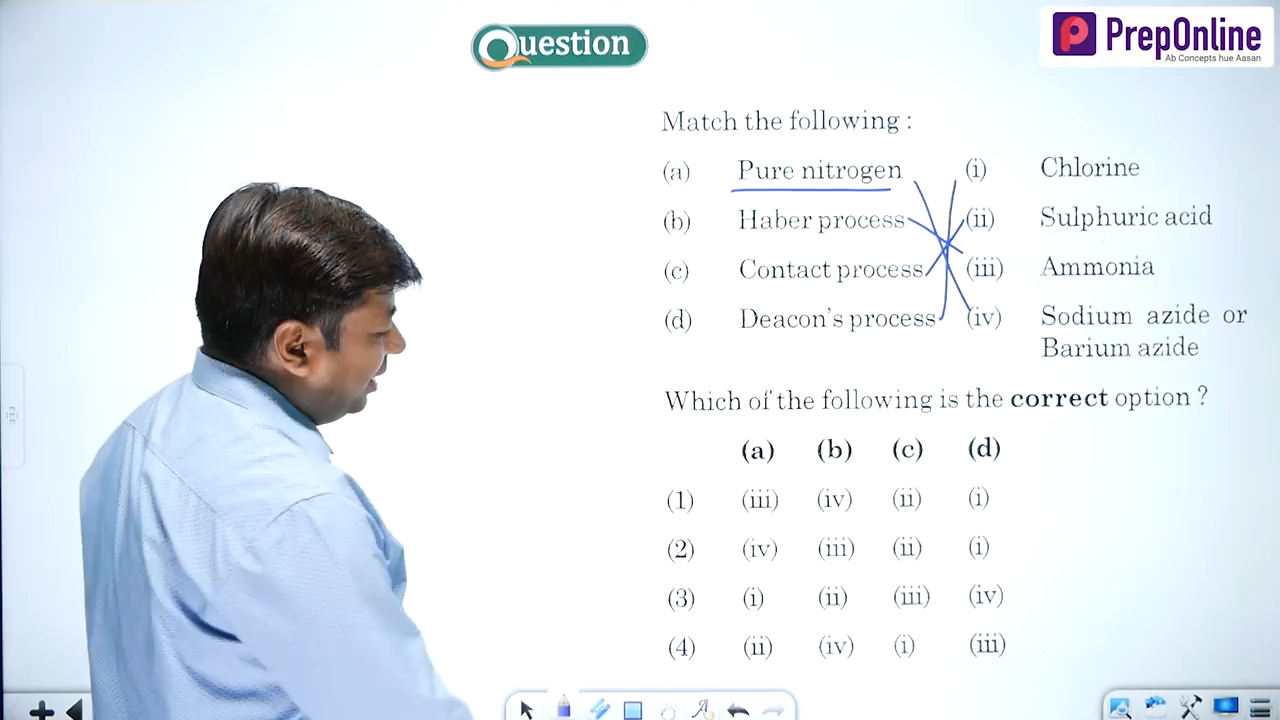 Question
PrepOnline
Ab Concepts hue Aasan
Match the following :
(a) Pure nitrogen (i) Chlorine
(b) Haber process (ii) Sulphuric acid
(c) Contact process (iii) Ammonia
(d) Deacon's process (iv) Sodium azide or
Barium azide
Which of the following is the correct option ?
(a) (b) (c) (d)
(1) (iii) (iv) (ii) (i)
(2) (iv) (iii) (ii) (i)
(3) (i) (ii) (iii) (iv)
(4) (ii) (iv) (i) (iii)